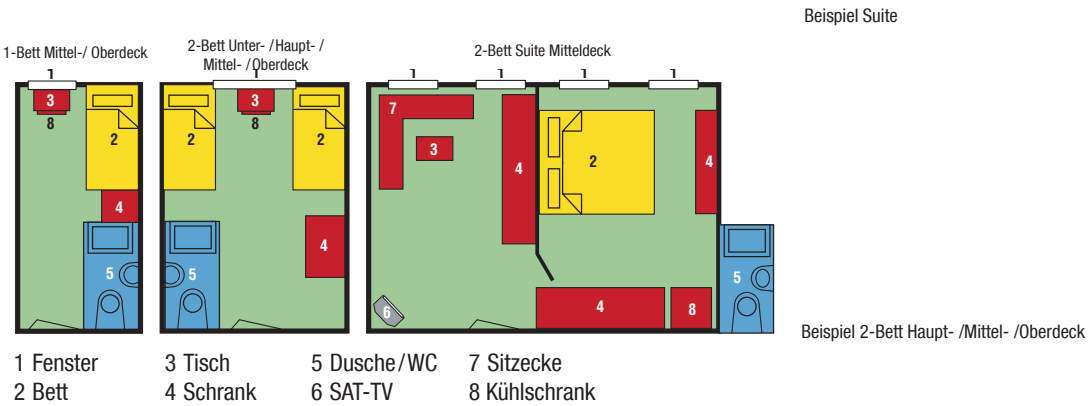 Beispiel Suite
1-Bett Mittel-/ Oberdeck
2-Bett Unter- /Haupt- /
Mittel- /Oberdeck
2-Bett Suite Mitteldeck
1 1 1 1 1 1
3 3 7
8 8
2 2 2 3 4 2 4
4
4
5 5 5
6 4 8
Beispiel 2-Bett Haupt- /Mittel- /Oberdeck
1 Fenster 3 Tisch 5 Dusche/WC 7 Sitzecke
2 Bett 4 Schrank 6 SAT-TV 8 Kühlschrank